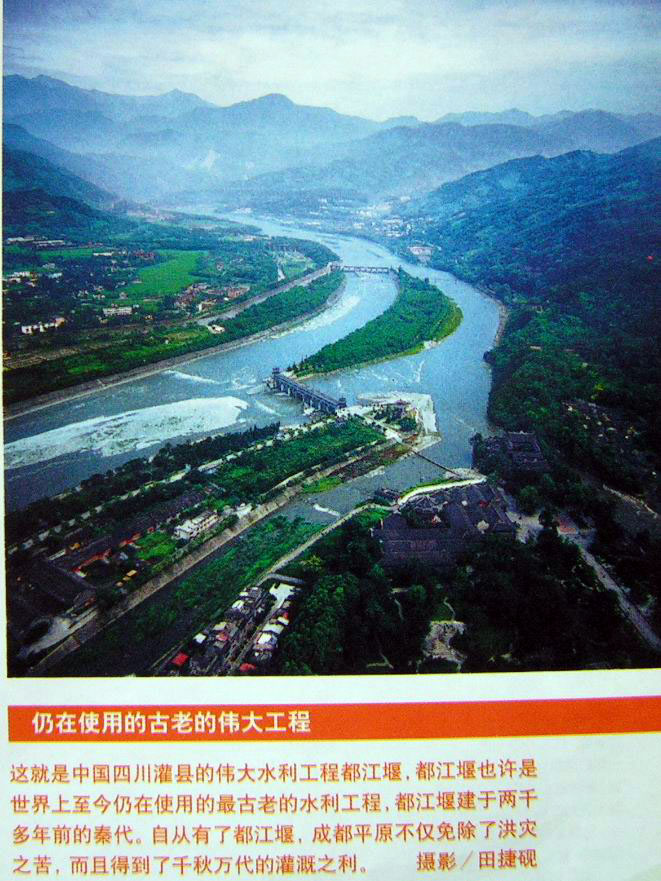 仍在使用的古老的伟大工程
这就是中国四川灌县的伟大水利工程都江堰，都江堰也许是
世界上至今仍在使用的最古老的水利工程，都江堰建于两千
多年前的秦代。自从有了都江堰，成都平原不仅免除了洪灾
之苦，而且得到了千秋万代的灌溉之利。 摄影／田捷砚